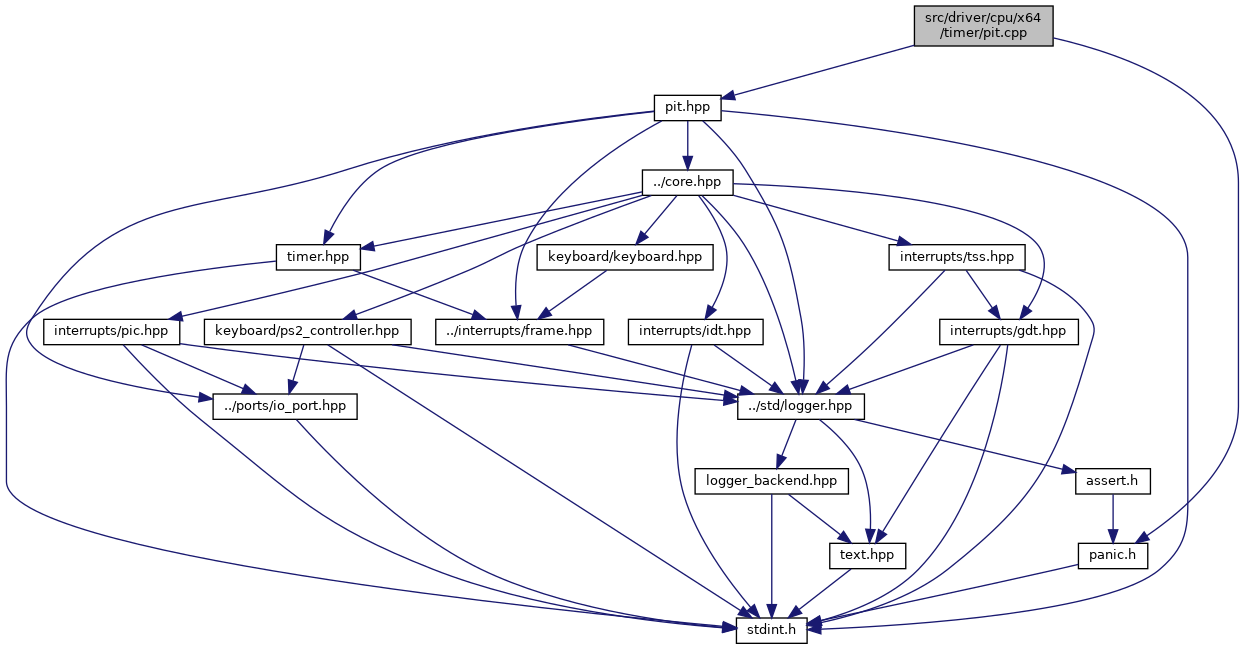 src/driver/cpu/x64
/timer/pit.cpp
pit.hpp
../core.hpp
timer.hpp
keyboard/keyboard.hpp
interrupts/tss.hpp
interrupts/pic.hpp
keyboard/ps2_controller.hpp
../interrupts/frame.hpp
interrupts/idt.hpp
interrupts/gdt.hpp
../ports/io_port.hpp
../std/logger.hpp
logger_backend.hpp
assert.h
text.hpp
panic.h
stdint.h